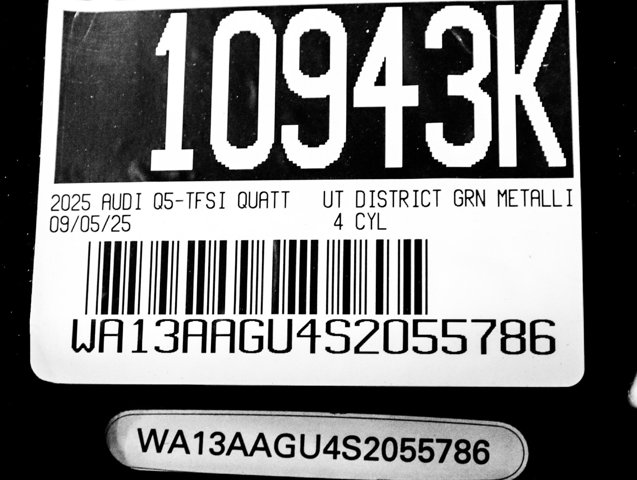 10943K
2025 AUDI Q5-TFSI QUATT UT DISTRICT GRN METALLI
09/05/25 4 CYL
WA13AAGU4S2055786
WA13AAGU4S2055786